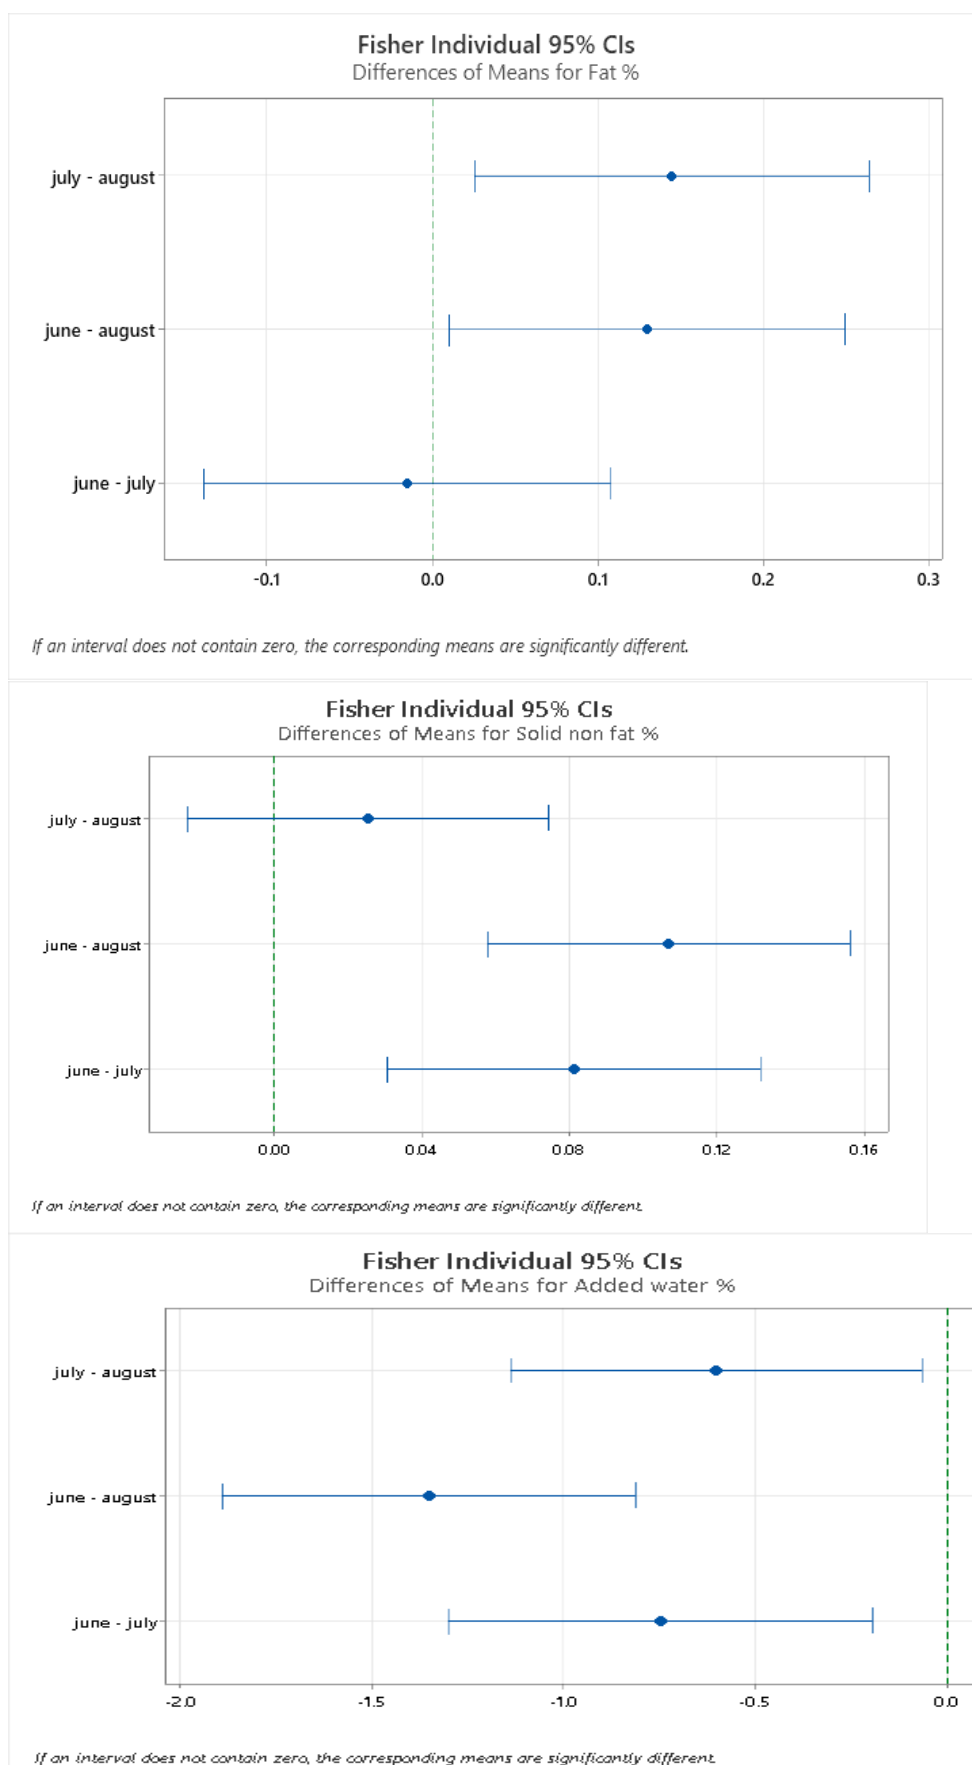 Fisher Individual 95% CIs
Differences of Means for Fat %
july - august
june - august
june - july
-0.1 0.0 0.1 0.2 0.3
If an interval does not contain zero, the corresponding means are significantly different.
Fisher Individual 95% CIs
Differences of Means for Solid non fat %
july - august
june - august
june - july
0.00 0.04 0.08 0.12 0.16
If an interval does not contain zero, the corresponding means are significantly different.
Fisher Individual 95% CIs
Differences of Means for Added water %
july - august
june - august
june - july
-2.0 -1.5 -1.0 -0.5 0.0
If an interval does not contain zero, the corresponding means are significantly different.